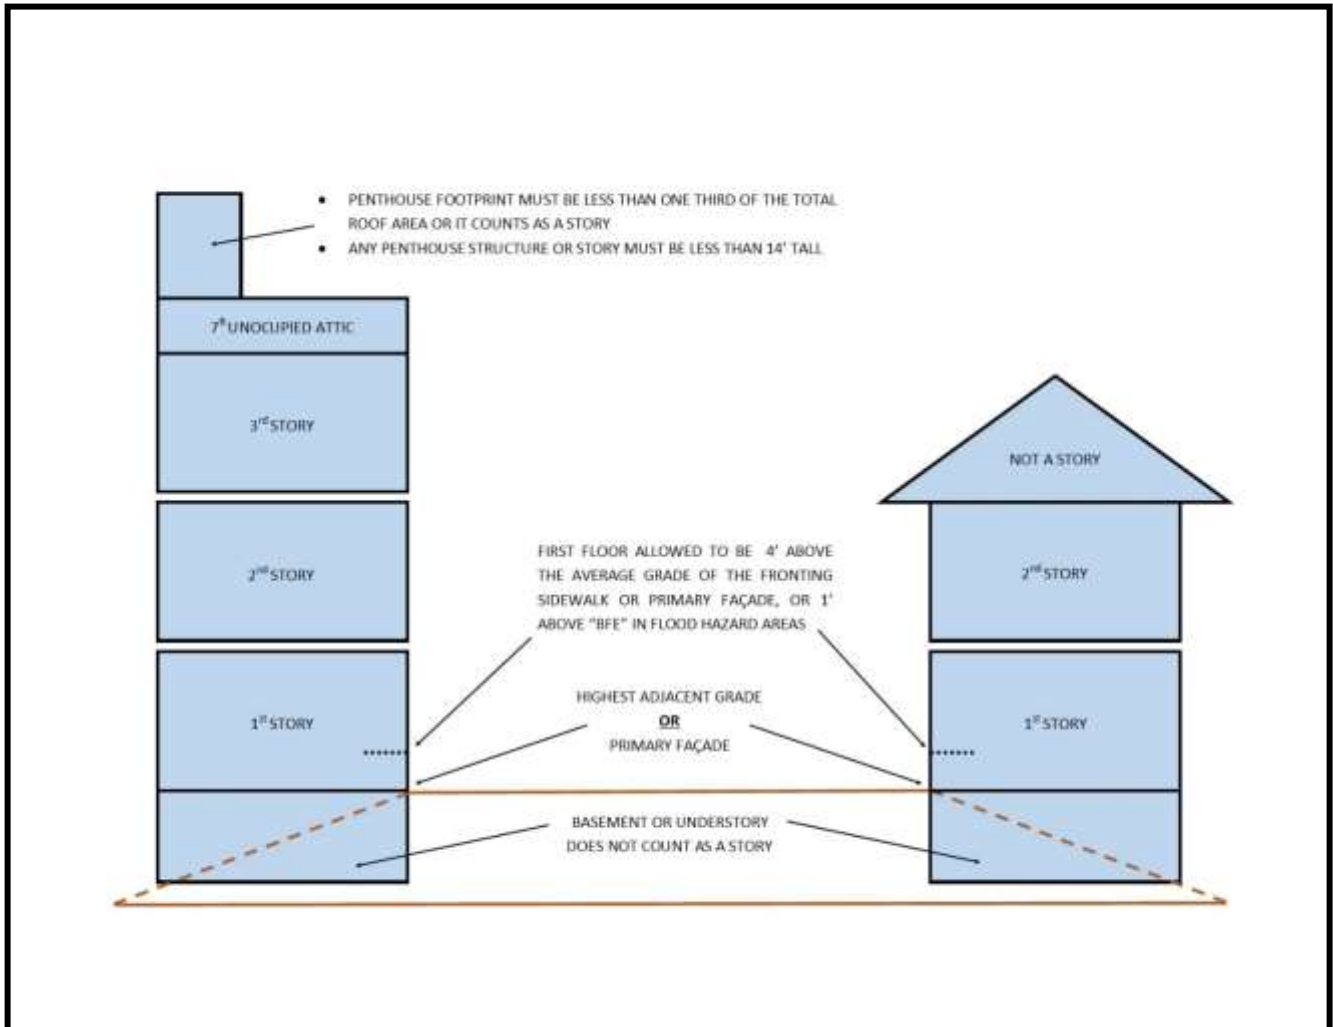 • PENTHOUSE FOOTPRINT MUST BE LESS THAN ONE THIRD OF THE TOTAL
ROOF AREA OR IT COUNTS AS A STORY
• ANY PENTHOUSE STRUCTURE OR STORY MUST BE LESS THAN 14' TALL
7ft UNOCUPIED ATTIC
3rd STORY
NOT A STORY
2nd STORY
FIRST FLOOR ALLOWED TO BE 4' ABOVE
THE AVERAGE GRADE OF THE FRONTING
SIDEWALK OR PRIMARY FAÇADE, OR 1'
ABOVE "BFE" IN FLOOD HAZARD AREAS
2nd STORY
1st STORY
HIGHEST ADJACENT GRADE
OR
PRIMARY FAÇADE
1st STORY
BASEMENT OR UNDERSTORY
DOES NOT COUNT AS A STORY